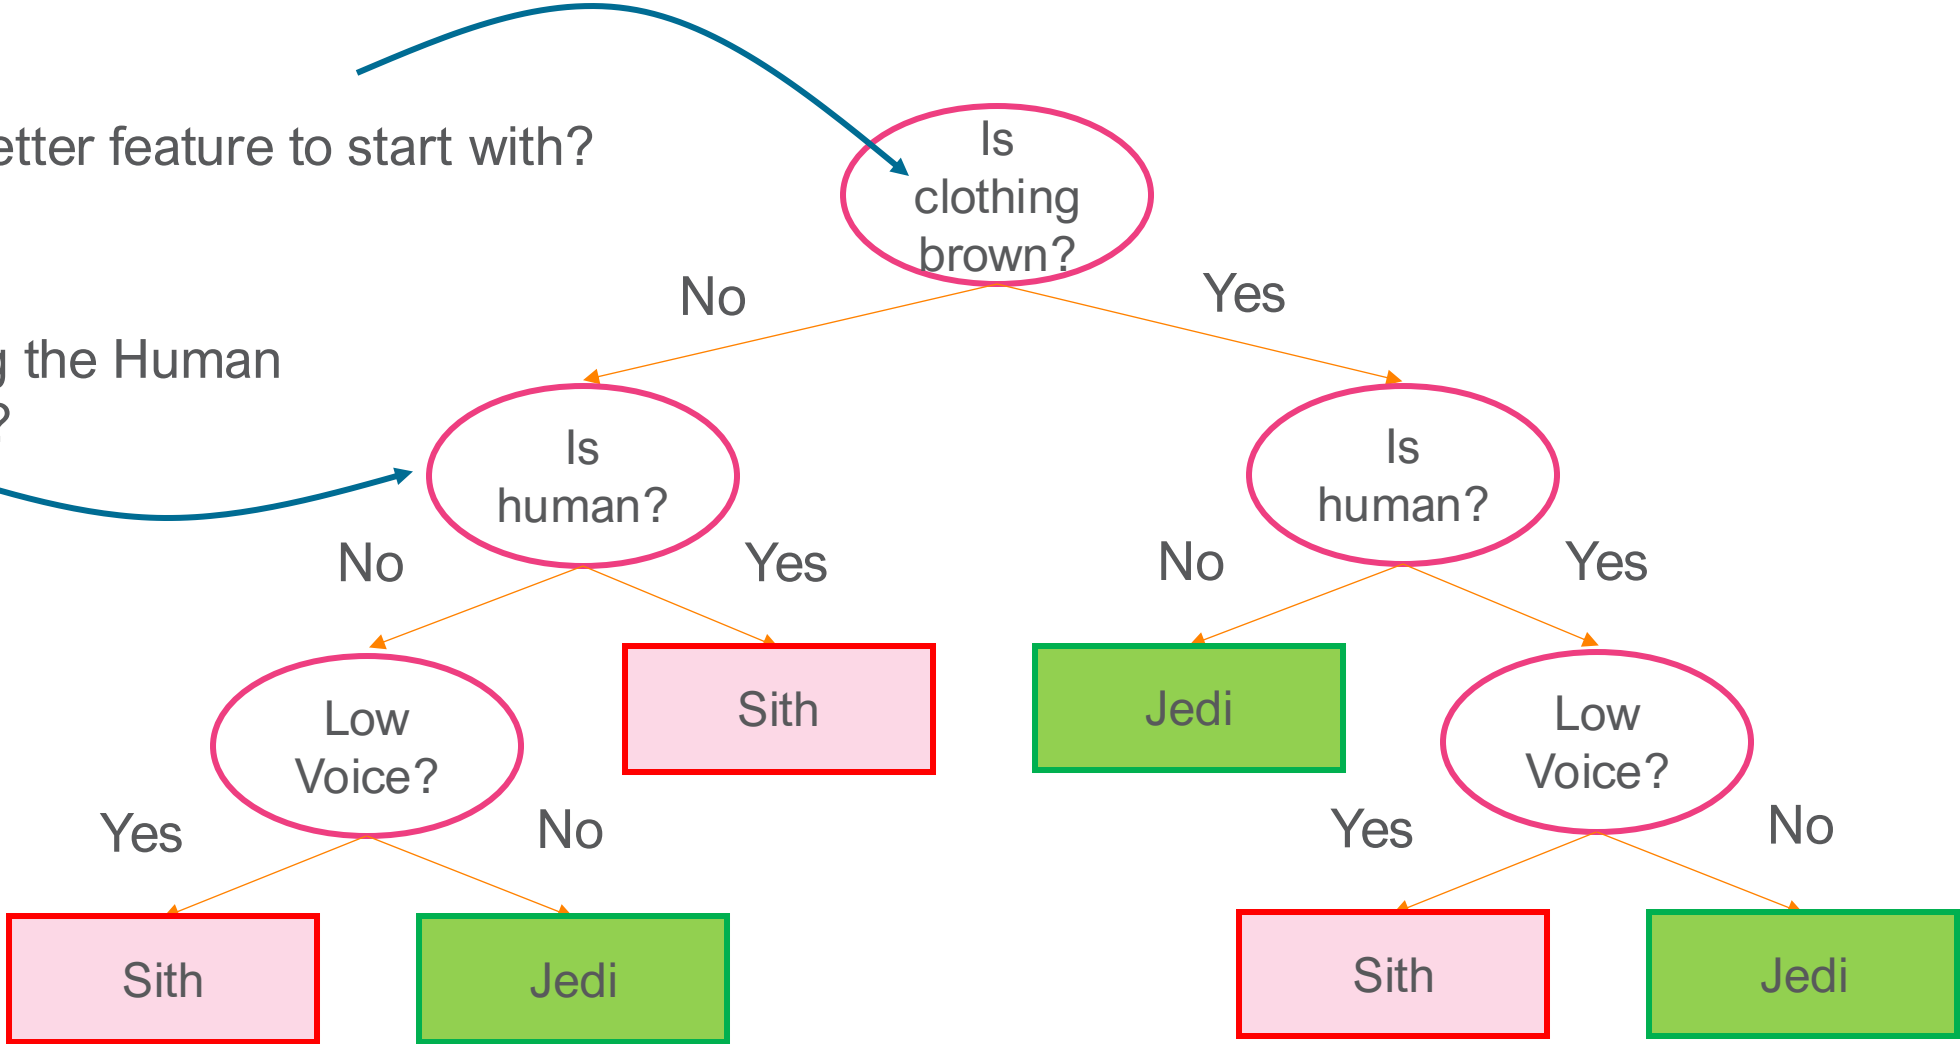 etter feature to start with?
g the Human
?
Is
clothing
brown?
No
Yes
Is
human?
Is
human?
No
Yes
No
Yes
Low
Voice?
Sith
Jedi
Low
Voice?
Yes
No
Yes
No
Sith
Jedi
Sith
Jedi